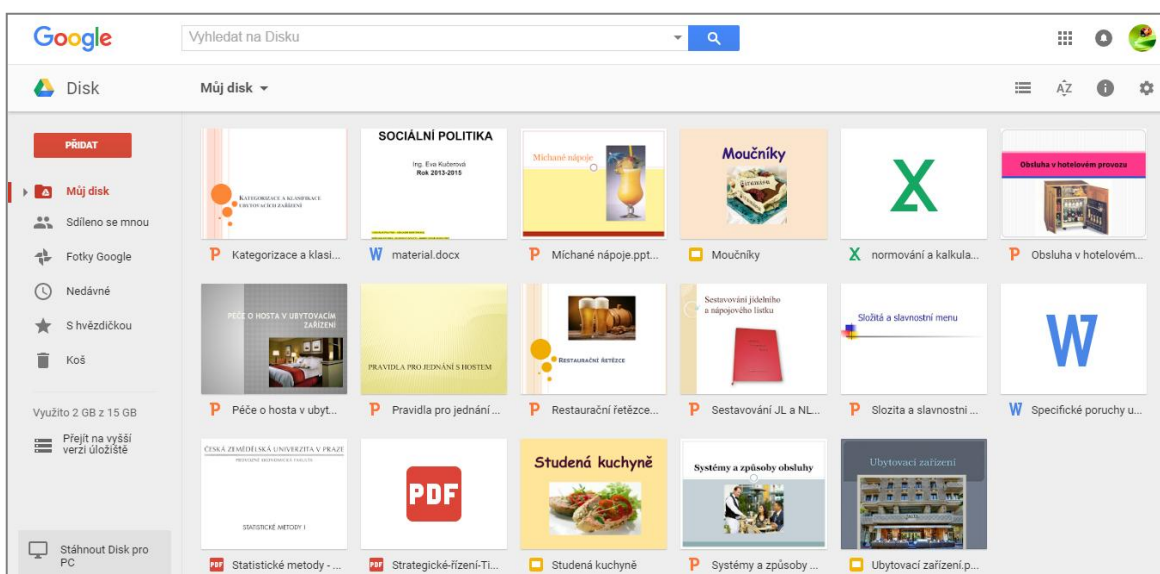 Google
Vyhledat na Disku
Disk
Můj disk
AZ
PŘIDAT
Můj disk
Sdíleno se mnou
Fotky Google
Nedávné
S hvězdičkou
Koš
Využito 2 GB z 15 GB
Přejít na vyšší
verzi úložiště
Stáhnout Disk pro
PC
KATEGORIZACE A KLASIFIKACE
UBYTOVACÍCH ZAŘÍZENÍ
P Kategorizace a klasi...
SOCIÁLNÍ POLITIKA
Ing. Eva Kučerová
Rok 2013-2015
W material.docx
Míchané nápoje
P Míchané nápoje.ppt...
Moučníky
Moučníky
X
X normování a kalkula...
Obsluha v hotelovém provozu
P Obsluha v hotelovém...
PÉČE O HOSTA V UBYTOVACÍM
ZAŘÍZENÍ
P Péče o hosta v ubyt...
PRAVIDLA PRO JEDNÁNÍ S HOSTEM
P Pravidla pro jednání ...
RESTAURAČNÍ ŘETĚZCE
P Restaurační řetězce...
Sestavování jídelního
a nápojového lístku
P Sestavování JL a NL...
Složitá a slavnostní menu
P Slozita a slavnostni ...
W
W Specifické poruchy u...
ČESKÁ ZEMĚDĚLSKÁ UNIVERZITA V PRAZE
PROVOZNĚ EKONOMICKÁ FAKULTA
STATISTICKÉ METODY I
PDF Statistické metody - ...
PDF
PDF Strategické-řízení-Ti...
Studená kuchyně
Studená kuchyně
Systémy a způsoby obsluhy
P Systémy a způsoby ...
Ubytovací zařízení
Ubytovací zařízení.p...